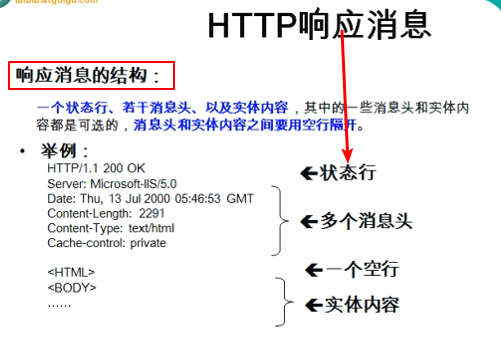 www.atguigu.com
HTTP响应消息
响应消息的结构：
一个状态行、若干消息头、以及实体内容，其中的一些消息头和实体内
容都是可选的，消息头和实体内容之间要用空行隔开。
• 举例：
HTTP/1.1 200 OK
←状态行
Server: Microsoft-IIS/5.0
Date: Thu, 13 Jul 2000 05:46:53 GMT
Content-Length: 2291
Content-Type: text/html
Cache-control: private
←多个消息头
←一个空行
<HTML>
<BODY>
......
←实体内容